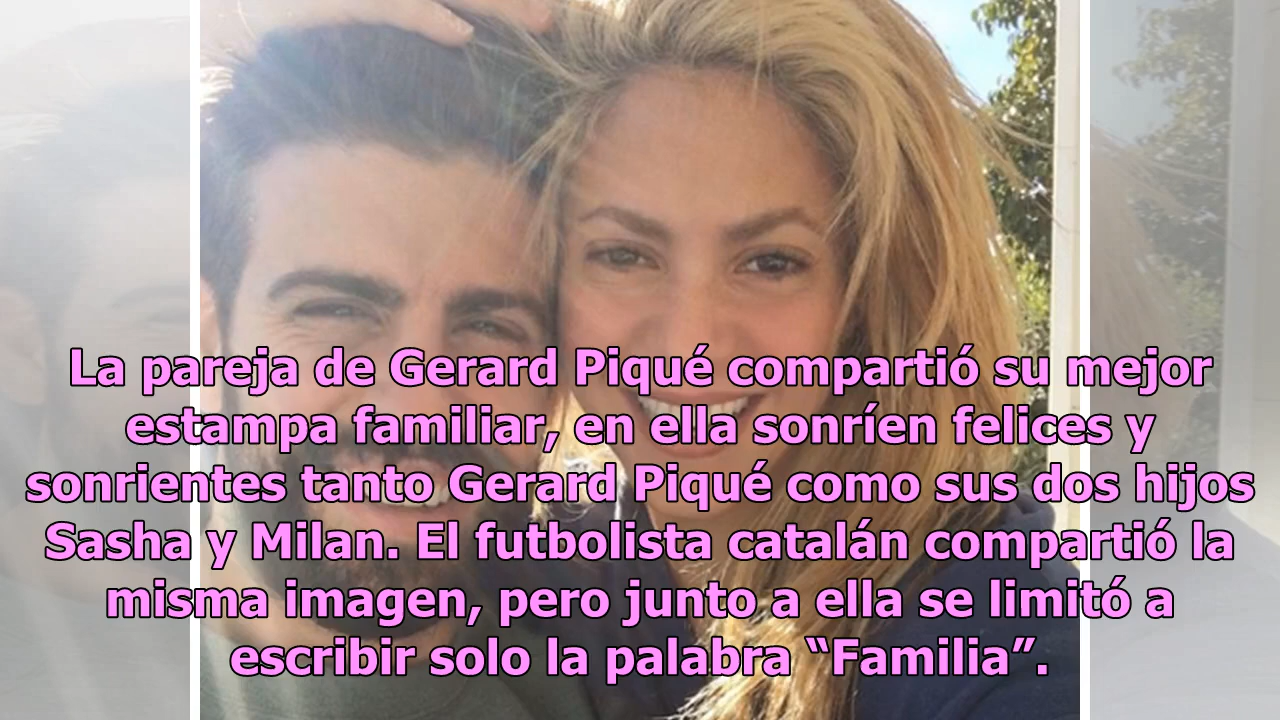 La pareja de Gerard Piqué compartió su mejor
estampa familiar, en ella sonríen felices y
sonrientes tanto Gerard Piqué como sus dos hijos
Sasha y Milan. El futbolista catalán compartió la
misma imagen, pero junto a ella se limitó a
escribir solo la palabra “Familia”.